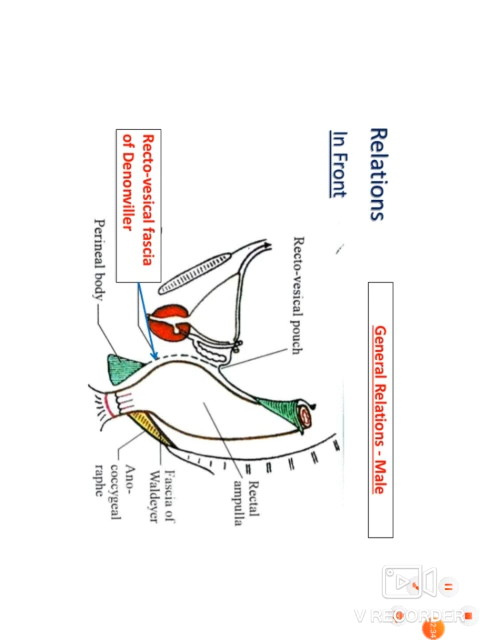 Relations
In Front
General Relations - Male
Recto-vesical pouch
Recto-vesical fascia
of Denonviller
Perineal body
Rectal
ampulla
Fascia of
Waldeyer
Ano-
coccygeal
raphe
V RECORDER